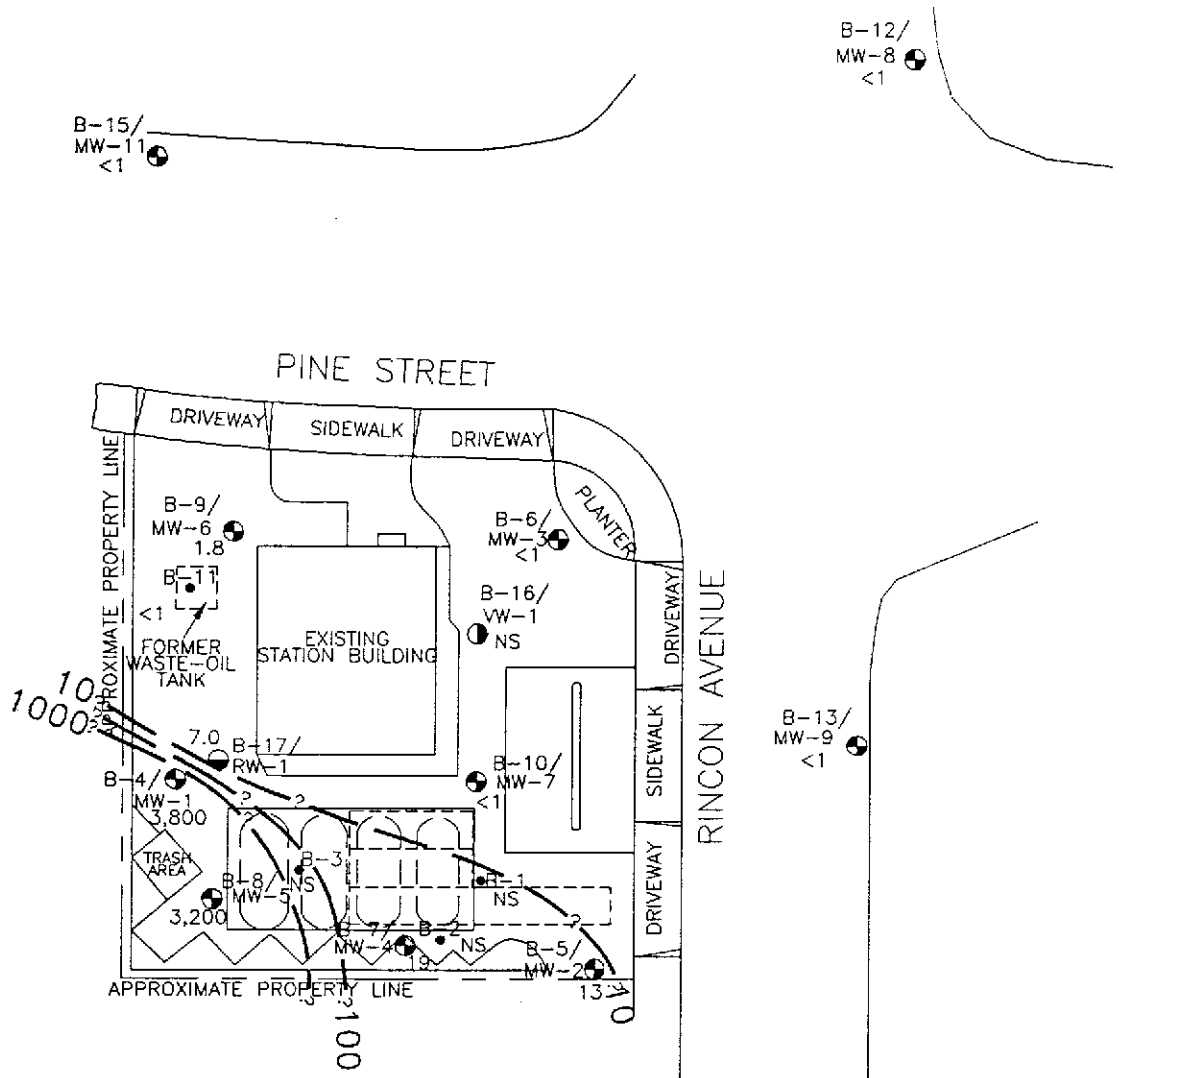 B-12/
MW-8
<1
B-15/
MW-11
<1
PINE STREET
DRIVEWAY
SIDEWALK
DRIVEWAY
PLANTER
APPROXIMATE PROPERTY LINE
B-9/
MW-6
1.8
B-6/
MW-3
<1
B-11
<1
FORMER
WASTE-OIL
TANK
B-16/
VW-1
NS
EXISTING
STATION BUILDING
DRIVEWAY
RINCON AVENUE
SIDEWALK
DRIVEWAY
10
1000
7.0
B-17/
RW-1
B-4/
MW-1
3,800
B-10/
MW-7
<1
B-13/
MW-9
<1
?
?
?
TRASH
AREA
B-3
NS
B-8/
MW-5
3,200
B-1
NS
?
B-7/
MW-4
19
B-2
NS
B-5/
MW-2
13
APPROXIMATE PROPERTY LINE
?
?
100
10